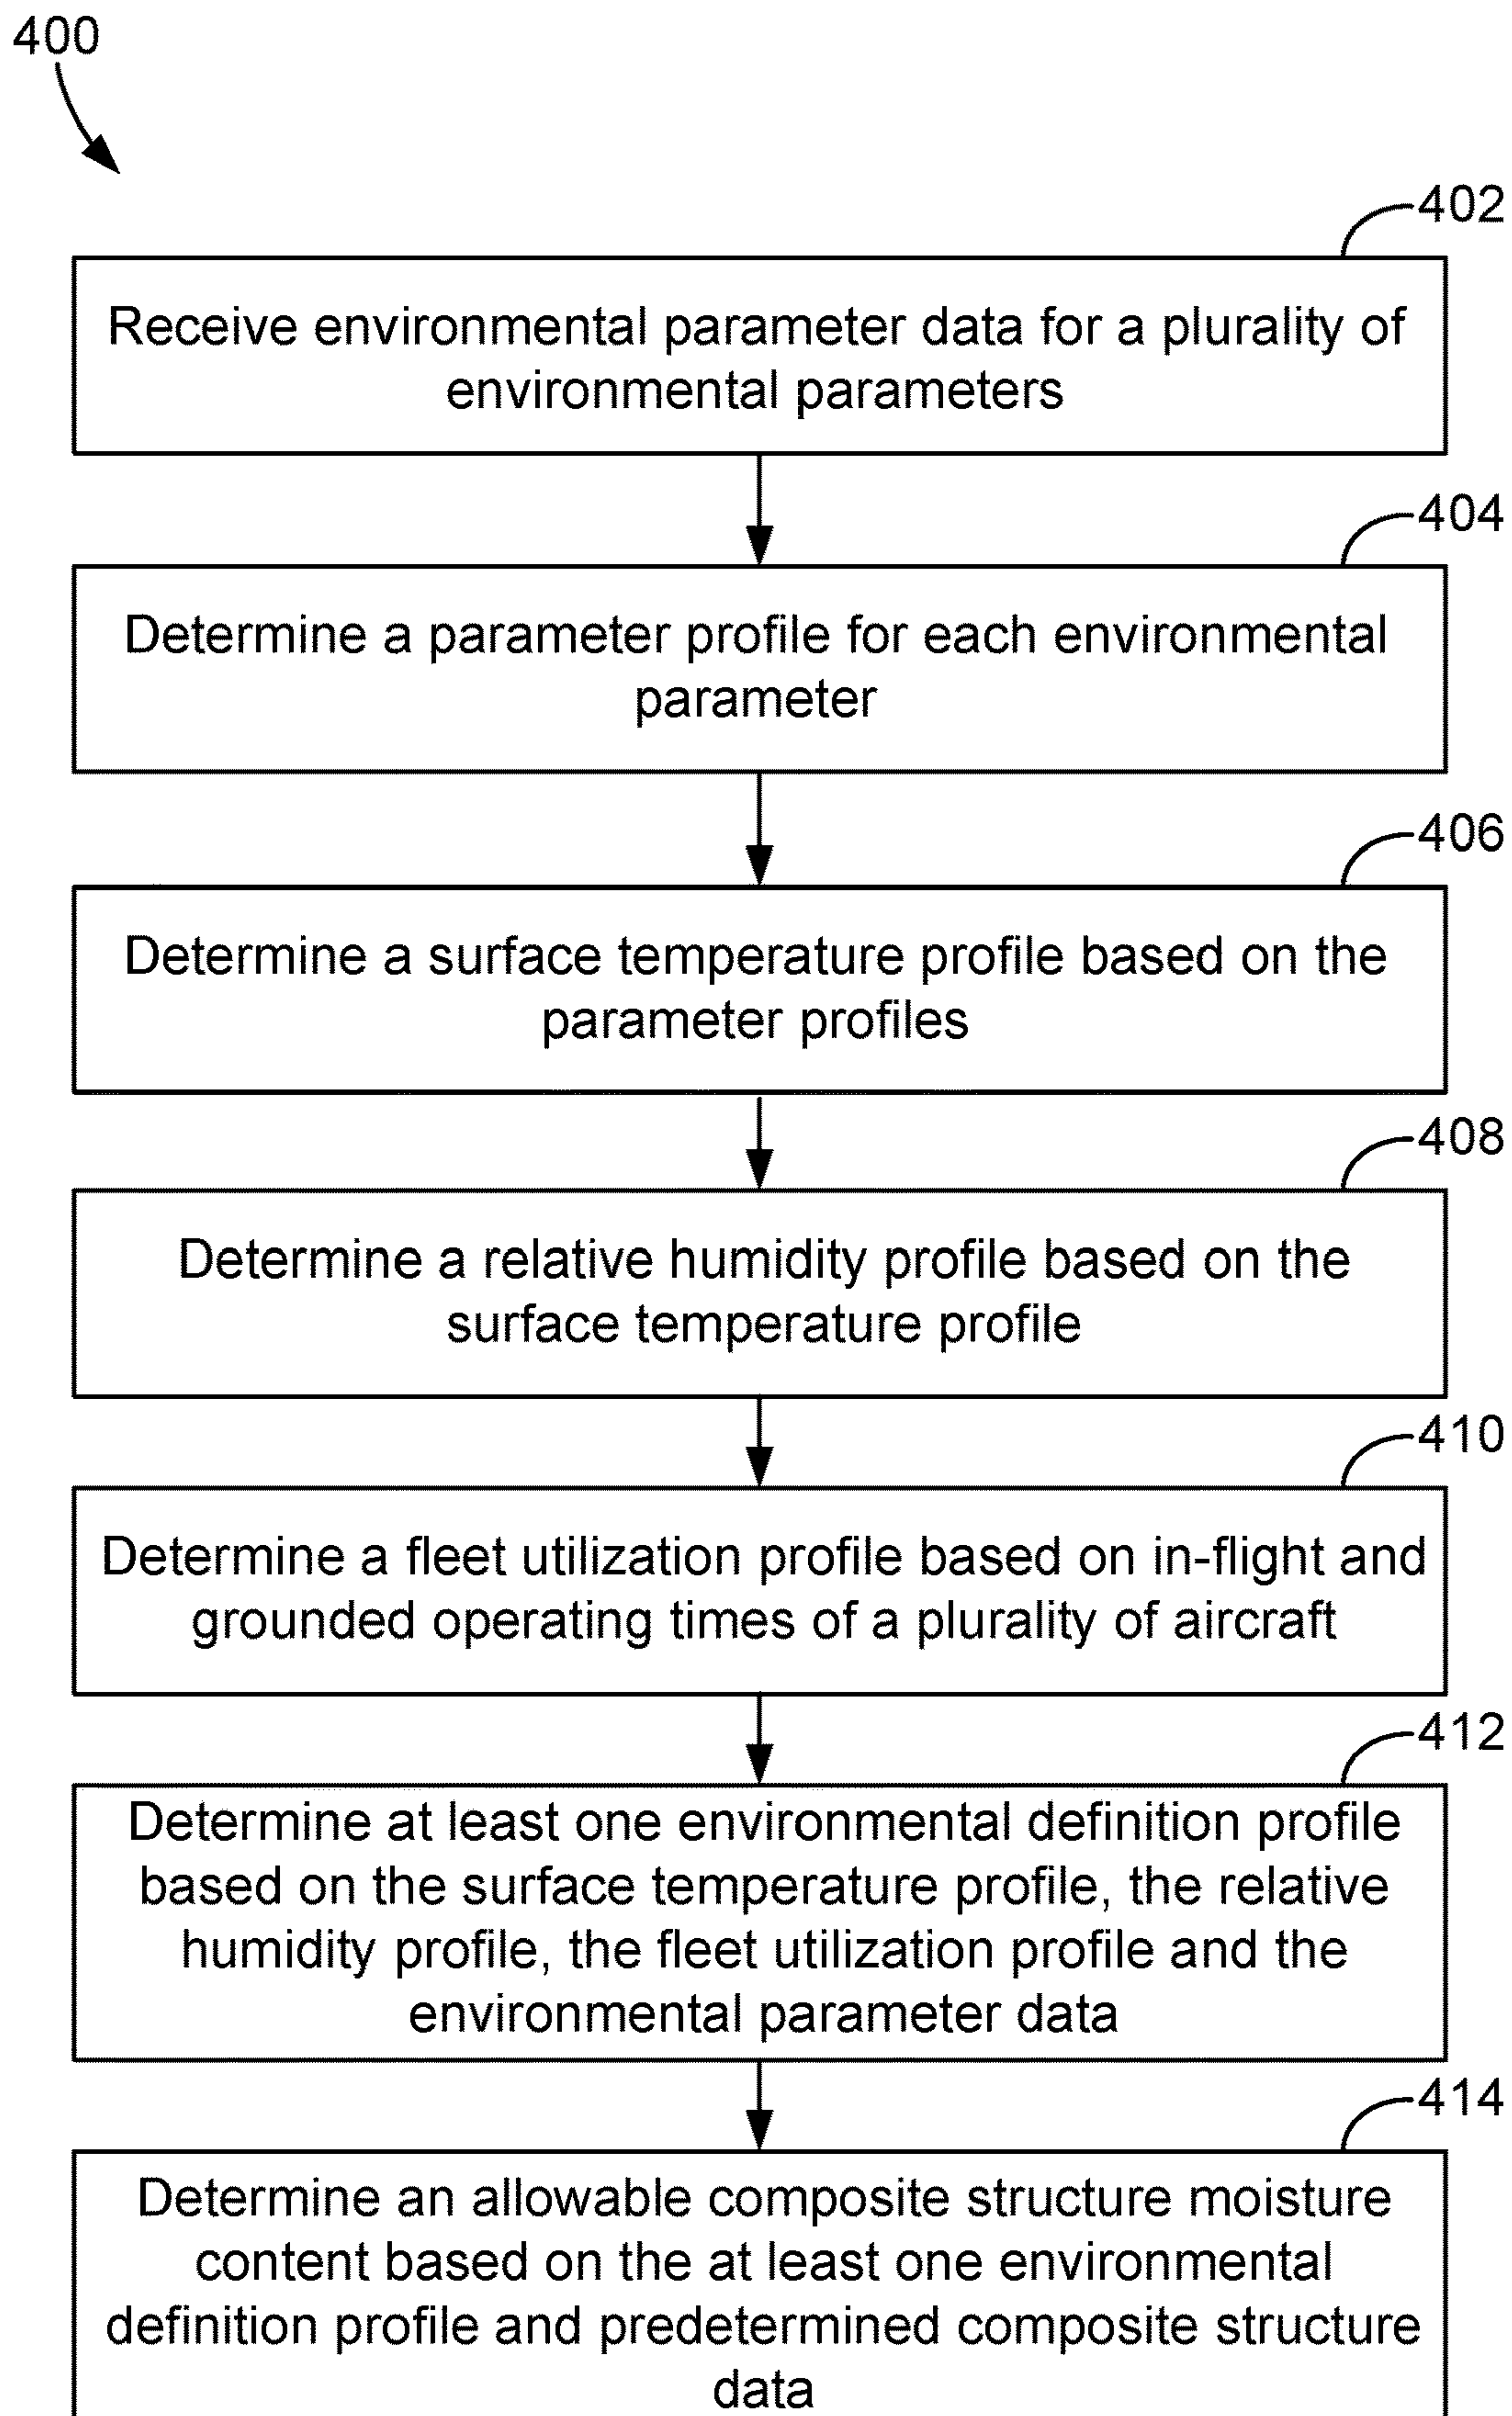 400
402
Receive environmental parameter data for a plurality of
environmental parameters
404
Determine a parameter profile for each environmental
parameter
406
Determine a surface temperature profile based on the
parameter profiles
408
Determine a relative humidity profile based on the
surface temperature profile
410
Determine a fleet utilization profile based on in-flight and
grounded operating times of a plurality of aircraft
412
Determine at least one environmental definition profile
based on the surface temperature profile, the relative
humidity profile, the fleet utilization profile and the
environmental parameter data
414
Determine an allowable composite structure moisture
content based on the at least one environmental
definition profile and predetermined composite structure
data